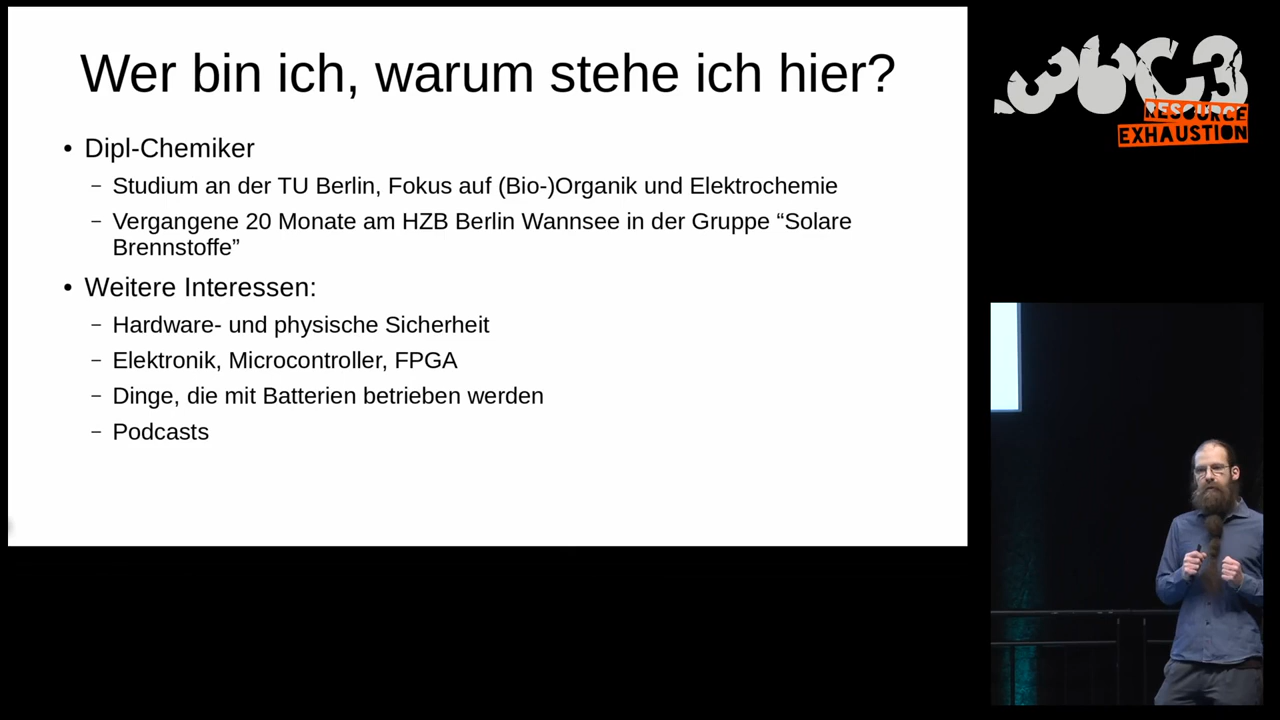 Wer bin ich, warum stehe ich hier?
• Dipl-Chemiker
– Studium an der TU Berlin, Fokus auf (Bio-)Organik und Elektrochemie
– Vergangene 20 Monate am HZB Berlin Wannsee in der Gruppe “Solare
Brennstoffe”
• Weitere Interessen:
– Hardware- und physische Sicherheit
– Elektronik, Microcontroller, FPGA
– Dinge, die mit Batterien betrieben werden
– Podcasts
36C3
RESOURCE
EXHAUSTION